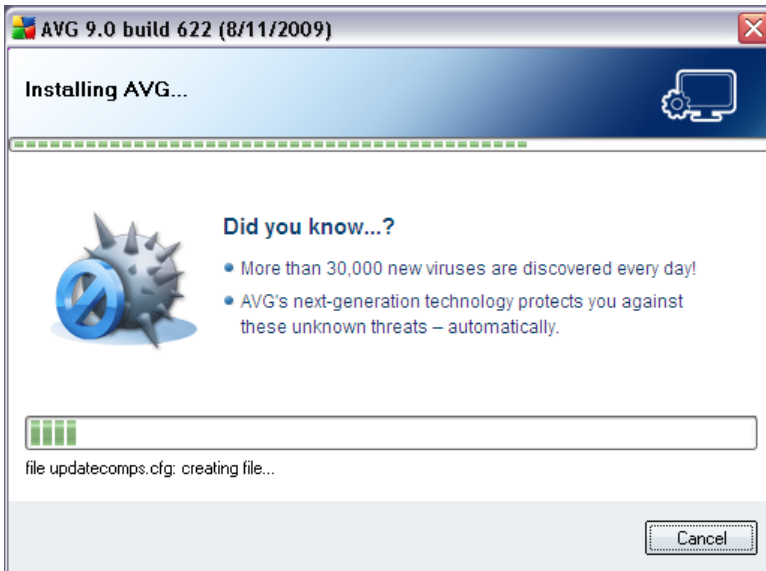 AVG 9.0 build 622 (8/11/2009)
Installing AVG...
Did you know...?
More than 30,000 new viruses are discovered every day!
AVG's next-generation technology protects you against
these unknown threats – automatically.
file updatecomps.cfg: creating file...
Cancel